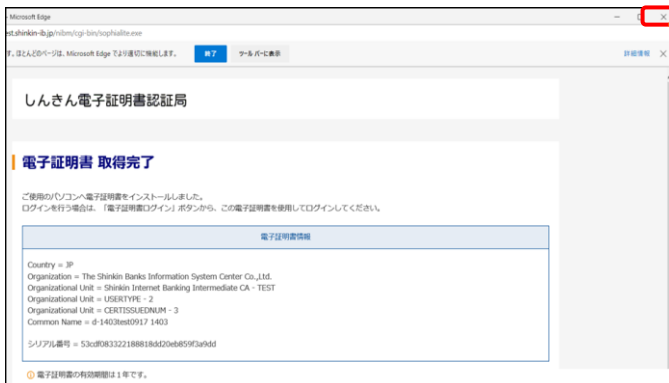 - Microsoft Edge
est.shinkin-ib.jp/nibm/cgi-bin/sophialite.exe
す。ほとんどのページは、Microsoft Edge でより適切に機能します。 終了 ツール バーに表示 詳細情報
しんきん電子証明書認証局
電子証明書 取得完了
ご使用のパソコンへ電子証明書をインストールしました。
ログインを行う場合は、「電子証明書ログイン」ボタンから、この電子証明書を使用してログインしてください。
電子証明書情報
Country = JP
Organization = The Shinkin Banks Information System Center Co.,Ltd.
Organizational Unit = Shinkin Internet Banking Intermediate CA - TEST
Organizational Unit = USERTYPE - 2
Organizational Unit = CERTISSUEDNUM - 3
Common Name = d-1403test0917 1403
シリアル番号 = 53cdf083322188818dd20eb859f3a9dd
電子証明書の有効期間は1年です。